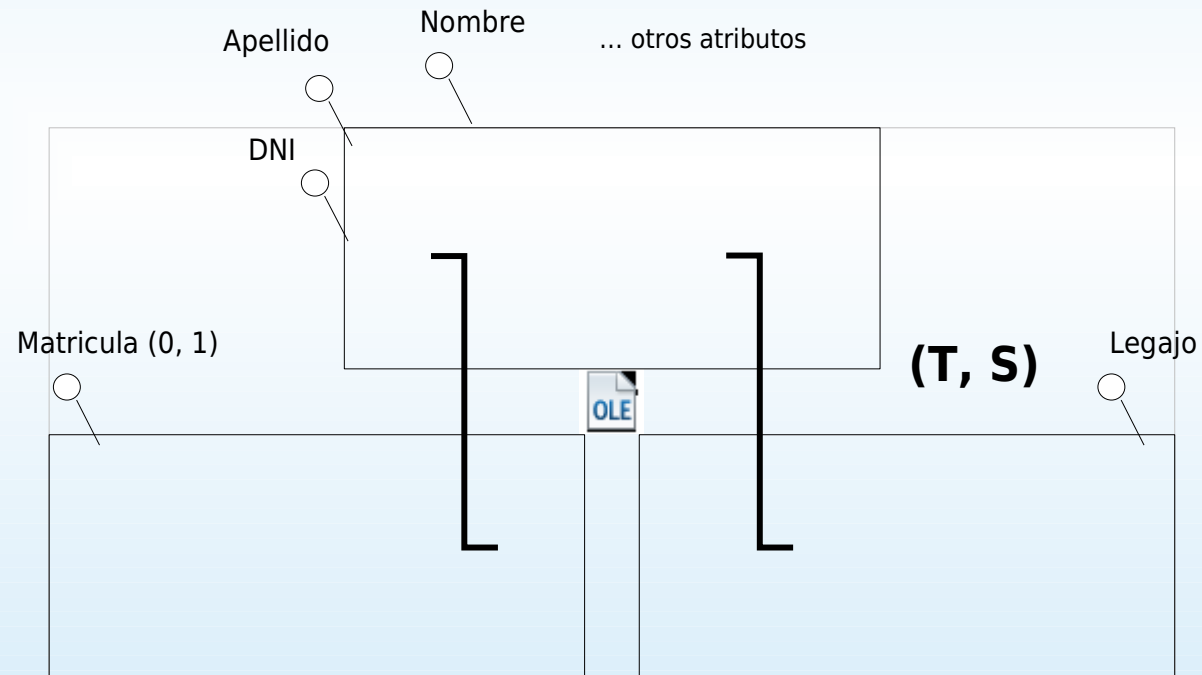 Nombre
Apellido
... otros atributos
DNI
Matricula (0, 1)
(T, S)
Legajo
OLE